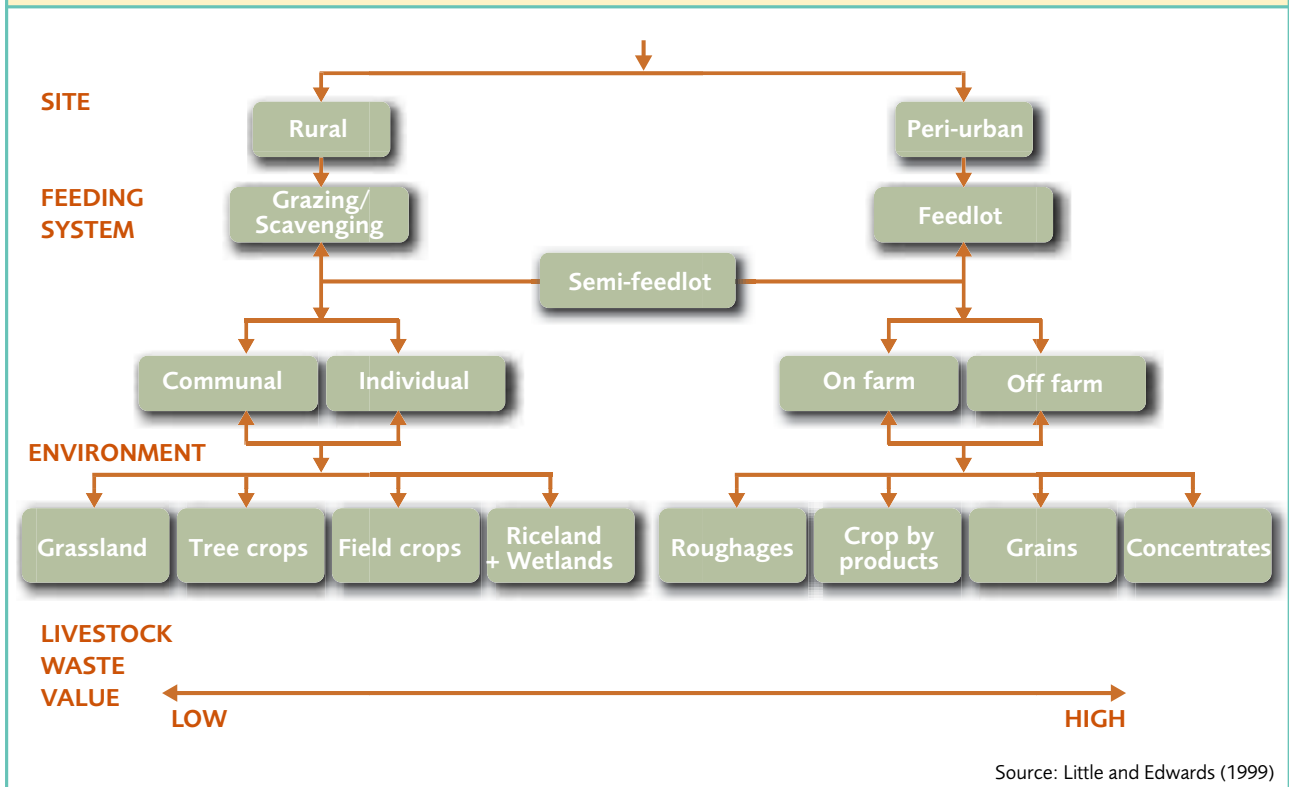 SITE
Rural
Peri-urban
FEEDING
SYSTEM
Grazing/
Scavenging
Feedlot
Semi-feedlot
Communal
Individual
On farm
Off farm
ENVIRONMENT
Grassland
Tree crops
Field crops
Riceland
+ Wetlands
Roughages
Crop by
products
Grains
Concentrates
LIVESTOCK
WASTE
VALUE
LOW
HIGH
Source: Little and Edwards (1999)